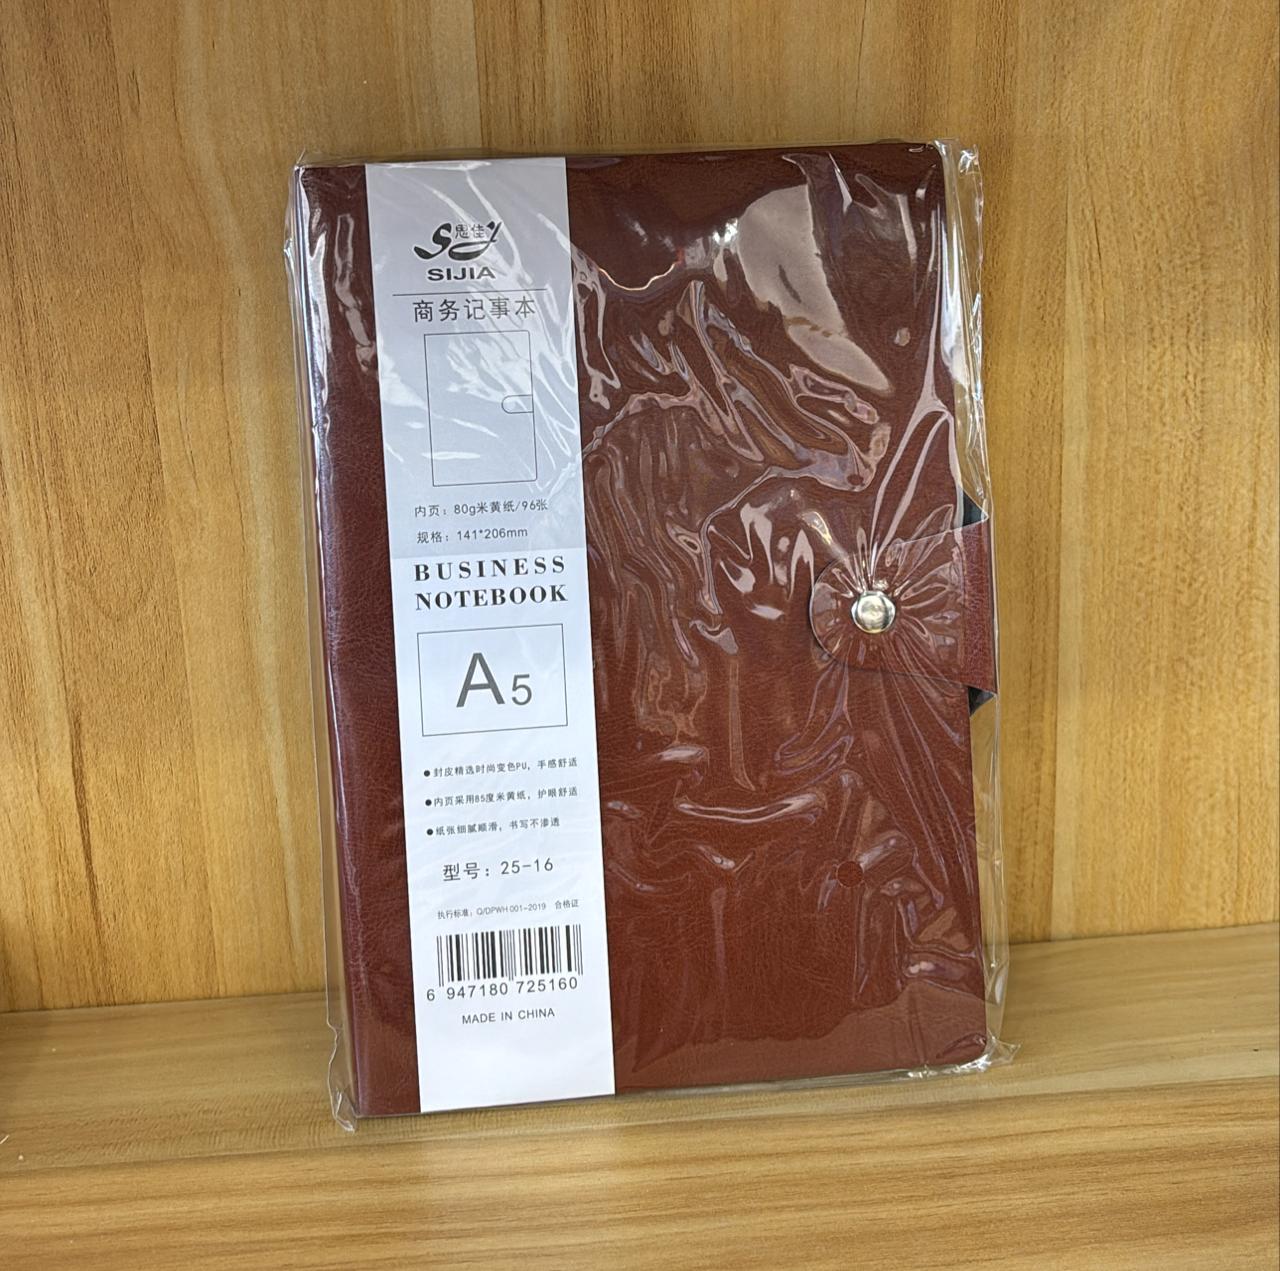 思佳
SIJIA
商务记事本
内页：80g米黄纸/96张
规格：141*206mm
BUSINESS
NOTEBOOK
A5
●封皮精选时尚变色PU，手感舒适
●内页采用85度米黄纸，护眼舒适
●纸张细腻顺滑，书写不渗透
型号：25-16
执行标准：Q/DPWH 001-2019 合格证
6 947180 725160
MADE IN CHINA